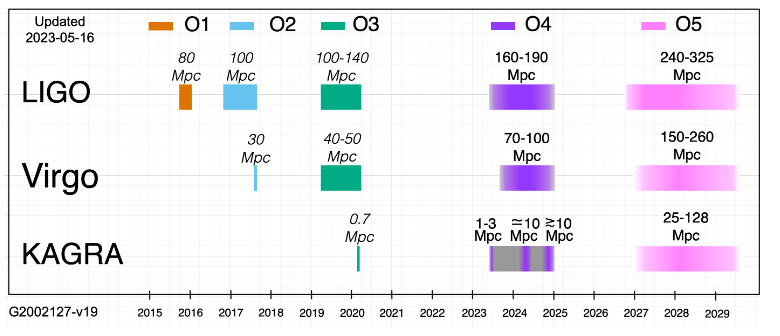 Updated
2023-05-16
O1
O2
O3
O4
O5
LIGO
80
Mpc
100
Mpc
100-140
Mpc
160-190
Mpc
240-325
Mpc
Virgo
30
Mpc
40-50
Mpc
70-100
Mpc
150-260
Mpc
KAGRA
0.7
Mpc
1-3
Mpc
≃10
Mpc
≳10
Mpc
25-128
Mpc
G2002127-v19
2015 2016 2017 2018 2019 2020 2021 2022 2023 2024 2025 2026 2027 2028 2029